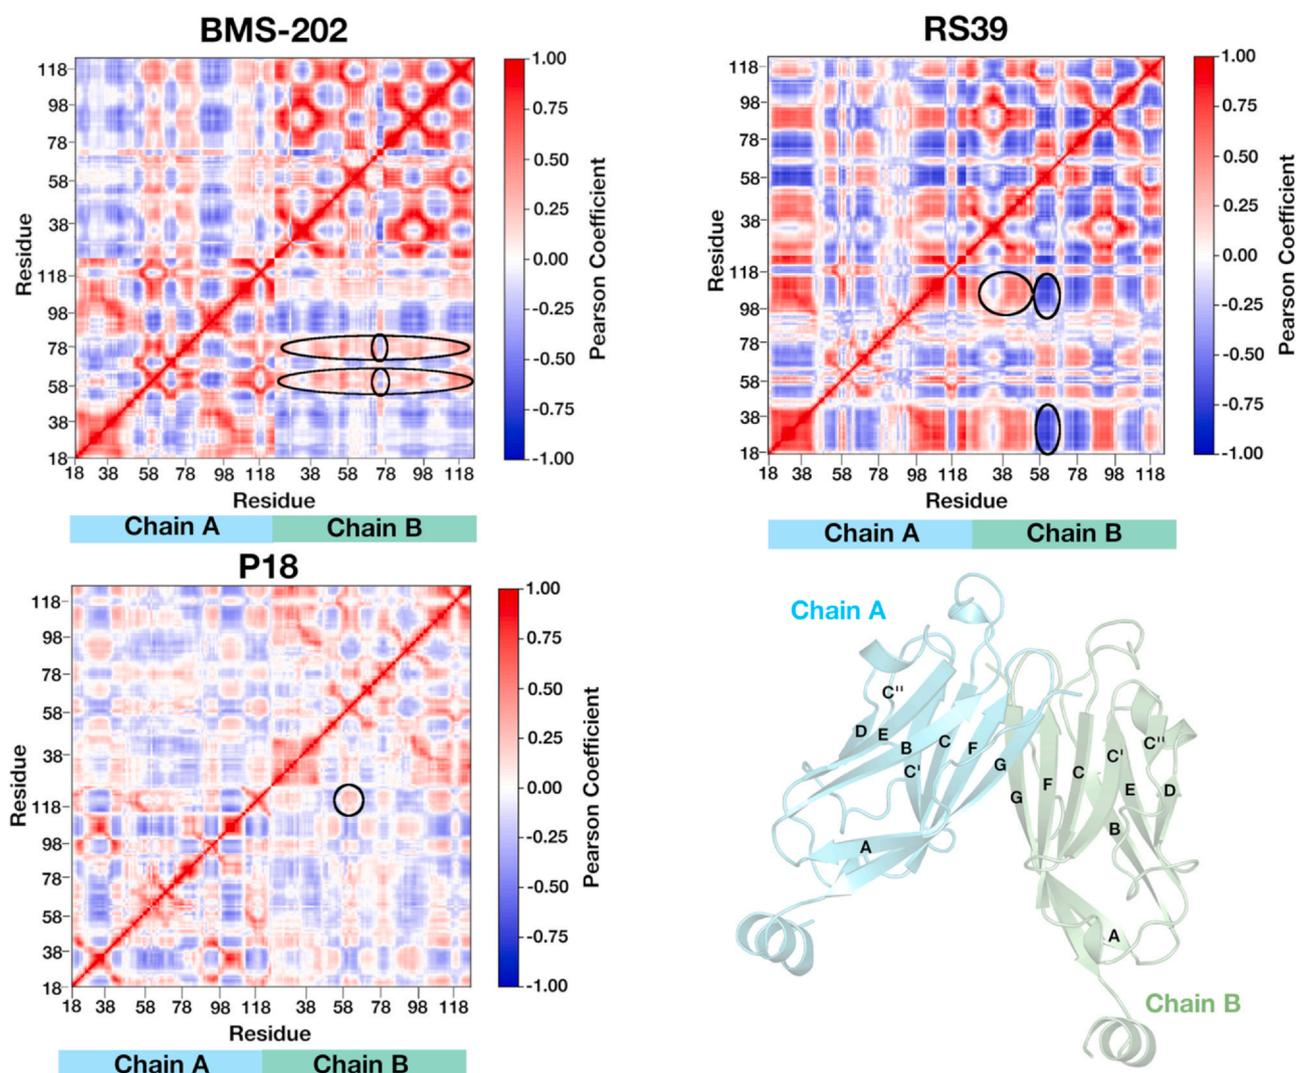 BMS-202
118
98
78
58
38
118
98
78
58
38
18
Residue
18 38 58 78 98 118 38 58 78 98 118
Residue
1.00
0.75
0.50
0.25
0.00
-0.25
-0.50
-0.75
-1.00
Pearson Coefficient
Chain A Chain B
RS39
118
98
78
58
38
118
98
78
58
38
18
Residue
18 38 58 78 98 118 38 58 78 98 118
Residue
1.00
0.75
0.50
0.25
0.00
-0.25
-0.50
-0.75
-1.00
Pearson Coefficient
Chain A Chain B
P18
118
98
78
58
38
118
98
78
58
38
18
Residue
18 38 58 78 98 118 38 58 78 98 118
Residue
1.00
0.75
0.50
0.25
0.00
-0.25
-0.50
-0.75
-1.00
Pearson Coefficient
Chain A Chain B
Chain A
C''
D E B C F
C'
G
A
G F C C' C''
E D
B
A
Chain B